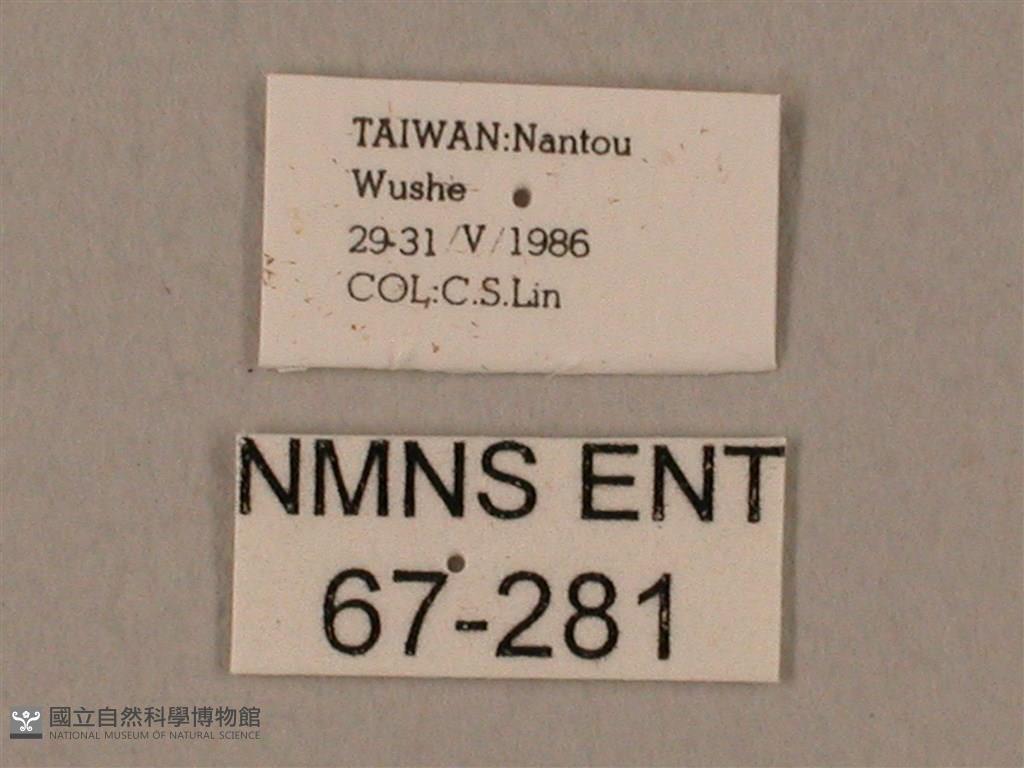 TAIWAN:Nantou
Wushe
29-31/V/1986
COL:C.S.Lin
NMNS ENT
67-281
國立自然科學博物館
NATIONAL MUSEUM OF NATURAL SCIENCE